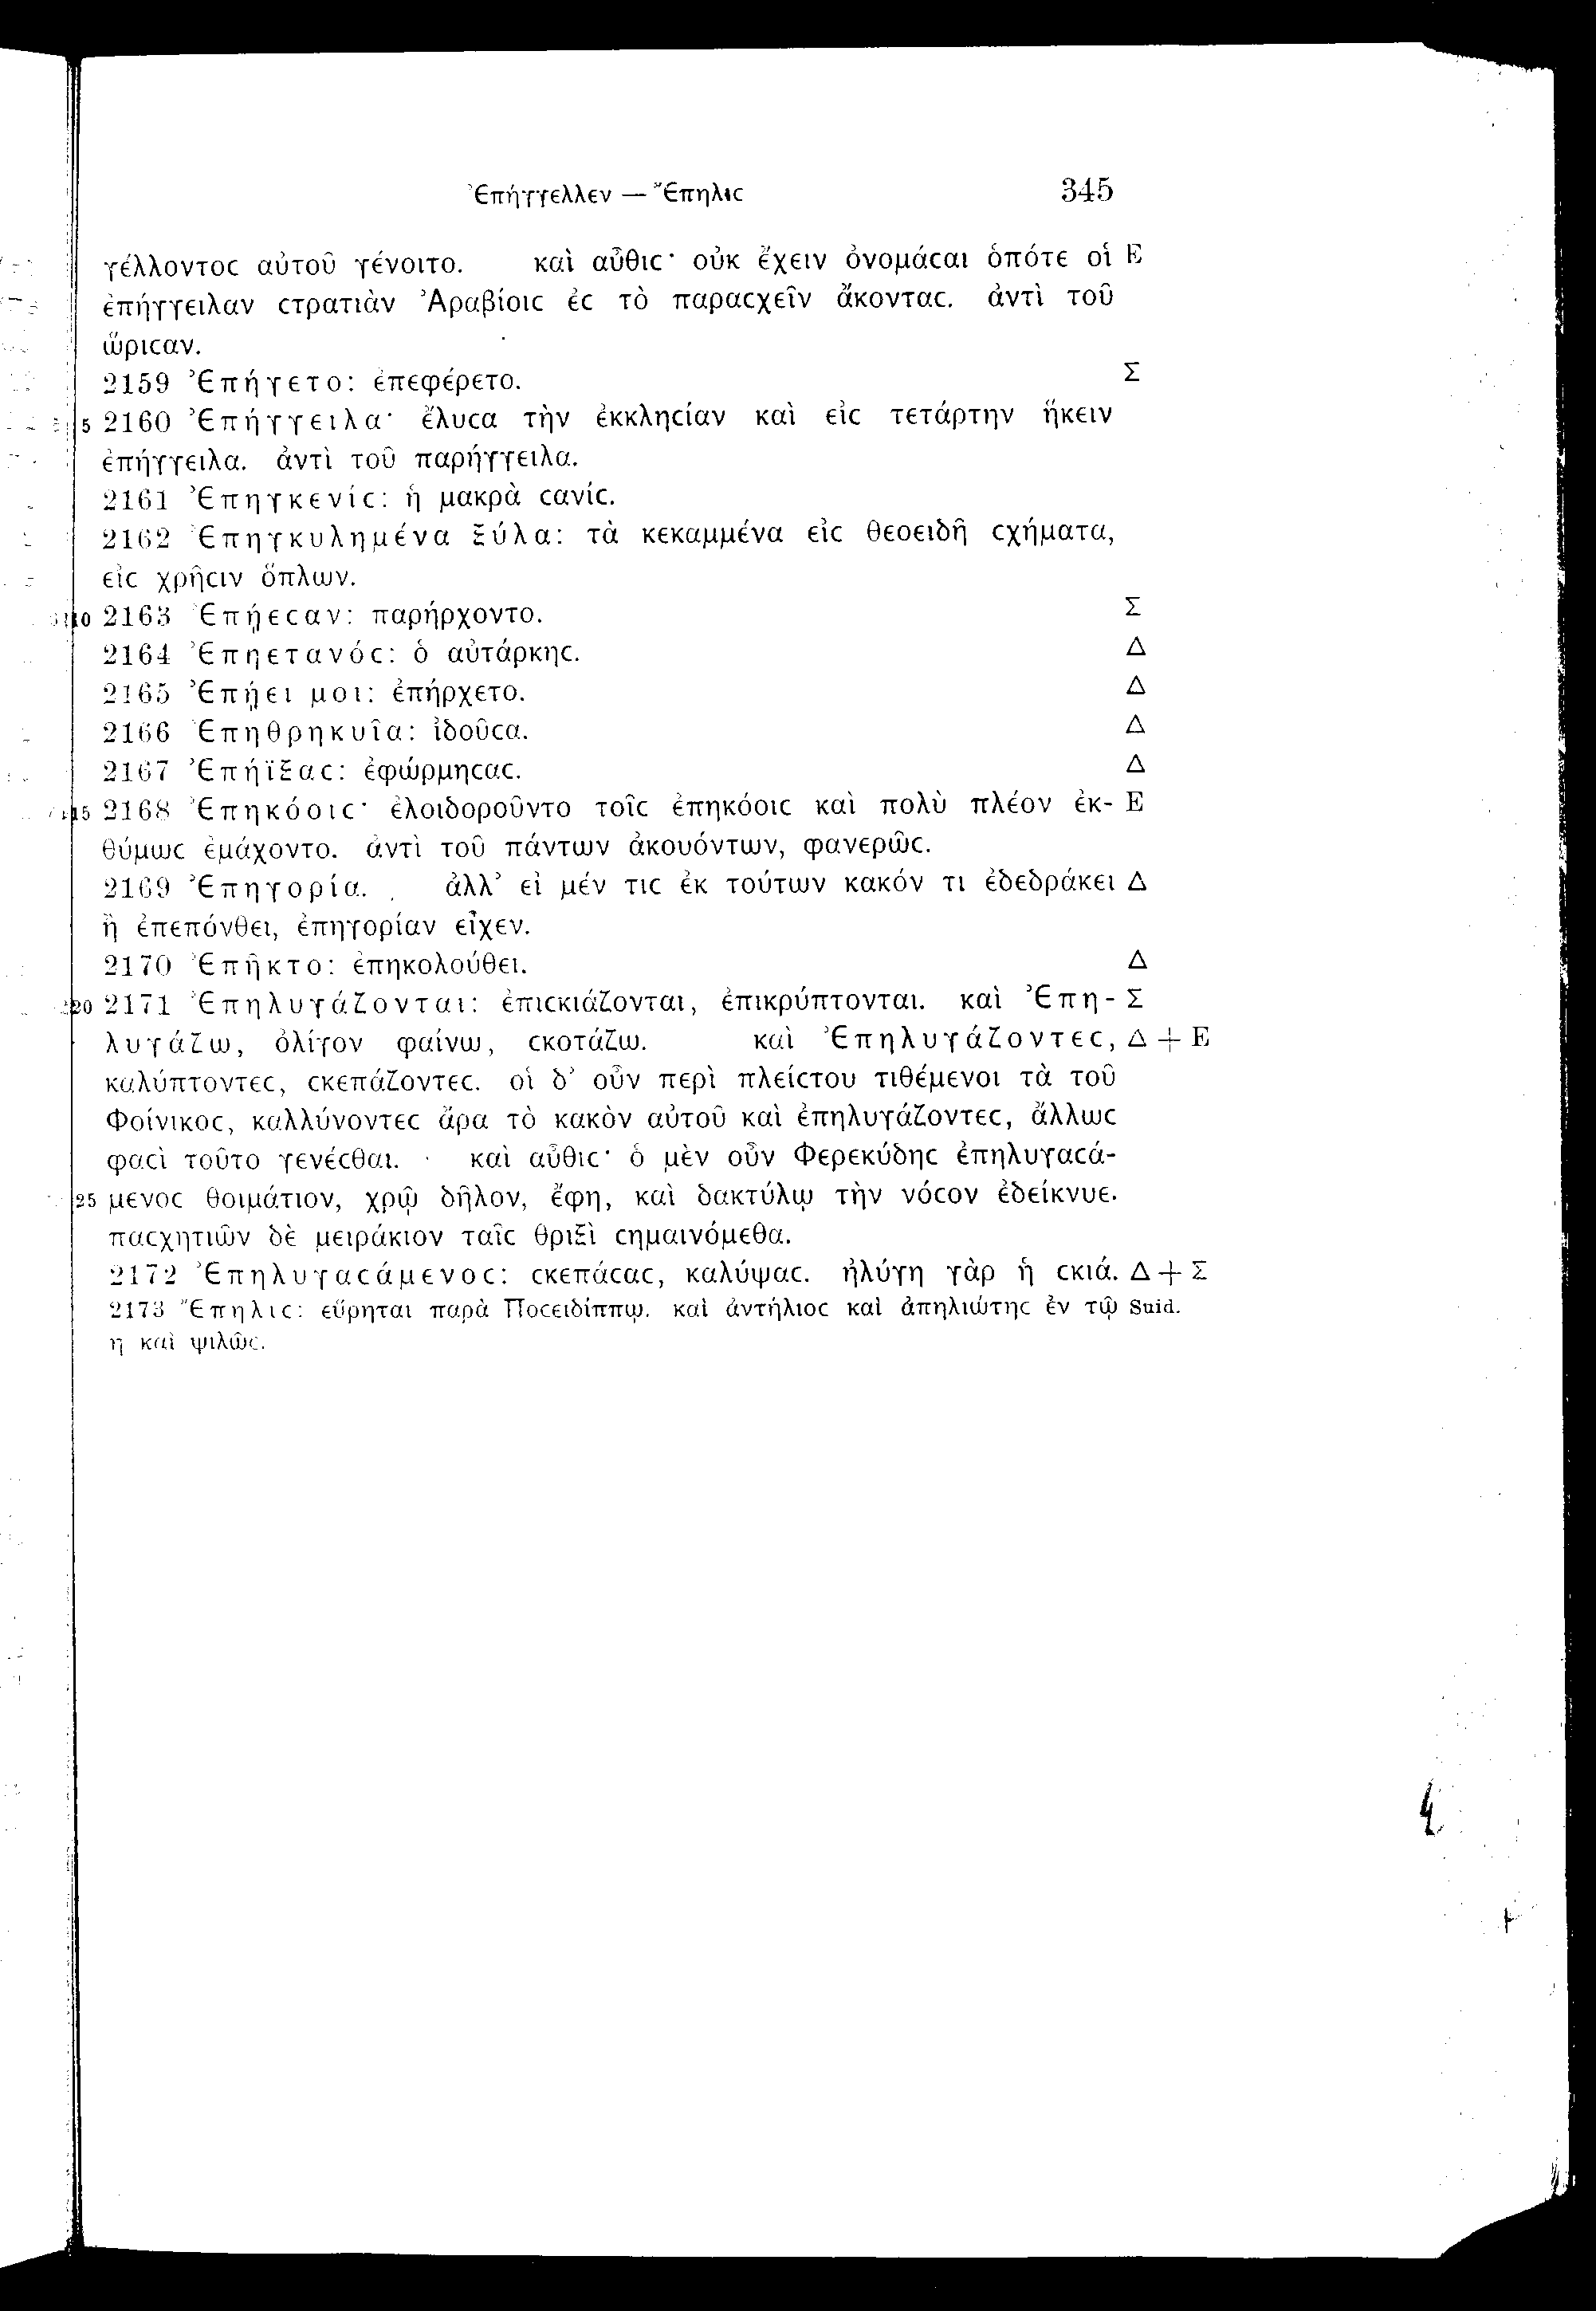 Ἐπήγγελλεν — Ἔπηλις 345
γέλλοντος αὐτοῦ γένοιτο. καὶ αὖθις· οὐκ ἔχειν ὀνομάσαι ὁπότε οἱ E
ἐπήγγειλαν στρατιὰν Ἀραβίοις ἐς τὸ παρασχεῖν ἄκοντας. ἀντὶ τοῦ
ὥρισαν.
2159 Ἐπήγετο: ἐπεφέρετο. Σ
5 2160 Ἐπήγγειλα· ἔλυσα τὴν ἐκκλησίαν καὶ εἰς τετάρτην ἥκειν
ἐπήγγειλα. ἀντὶ τοῦ παρήγγειλα.
2161 Ἐπηγκενίς: ἡ μακρὰ σανίς.
2162 Ἐπηγκυλημένα ξύλα: τὰ κεκαμμένα εἰς θεοειδῆ σχήματα,
εἰς χρῆσιν ὅπλων.
10 2163 Ἐπῄεσαν: παρήρχοντο. Σ
2164 Ἐπηετανός: ὁ αὐτάρκης. Δ
2165 Ἐπῄει μοι: ἐπήρχετο. Δ
2166 Ἐπηθρηκυῖα: ἰδοῦσα. Δ
2167 Ἐπήϊξας: ἐφώρμησας. Δ
15 2168 Ἐπηκόοις· ἐλοιδοροῦντο τοῖς ἐπηκόοις καὶ πολὺ πλέον ἐκ- E
θύμως ἐμάχοντο. ἀντὶ τοῦ πάντων ἀκουόντων, φανερῶς.
2169 Ἐπηγορία. ἀλλ’ εἰ μέν τις ἐκ τούτων κακόν τι ἐδεδράκει Δ
ἢ ἐπεπόνθει, ἐπηγορίαν εἶχεν.
2170 Ἐπῆκτο: ἐπηκολούθει. Δ
20 2171 Ἐπηλυγάζονται: ἐπισκιάζονται, ἐπικρύπτονται. καὶ Ἐπη- Σ
λυγάζω, ὀλίγον φαίνω, σκοτάζω. καὶ Ἐπηλυγάζοντες, Δ + E
καλύπτοντες, σκεπάζοντες. οἱ δ’ οὖν περὶ πλείστου τιθέμενοι τὰ τοῦ
Φοίνικος, καλλύνοντες ἄρα τὸ κακὸν αὐτοῦ καὶ ἐπηλυγάζοντες, ἄλλως
φασὶ τοῦτο γενέσθαι. καὶ αὖθις· ὁ μὲν οὖν Φερεκύδης ἐπηλυγασά-
25 μενος θοιμάτιον, χρῷ δῆλον, ἔφη, καὶ δακτύλῳ τὴν νόσον ἐδείκνυε.
πασχητιῶν δὲ μειράκιον ταῖς θριξὶ σημαινόμεθα.
2172 Ἐπηλυγασάμενος: σκεπάσας, καλύψας. ἠλύγη γὰρ ἡ σκιά. Δ + Σ
2173 Ἔπηλις: εὕρηται παρὰ Ποσειδίππῳ. καὶ ἀντήλιος καὶ ἀπηλιώτης ἐν τῷ Suid.
η καὶ ψιλῶς.